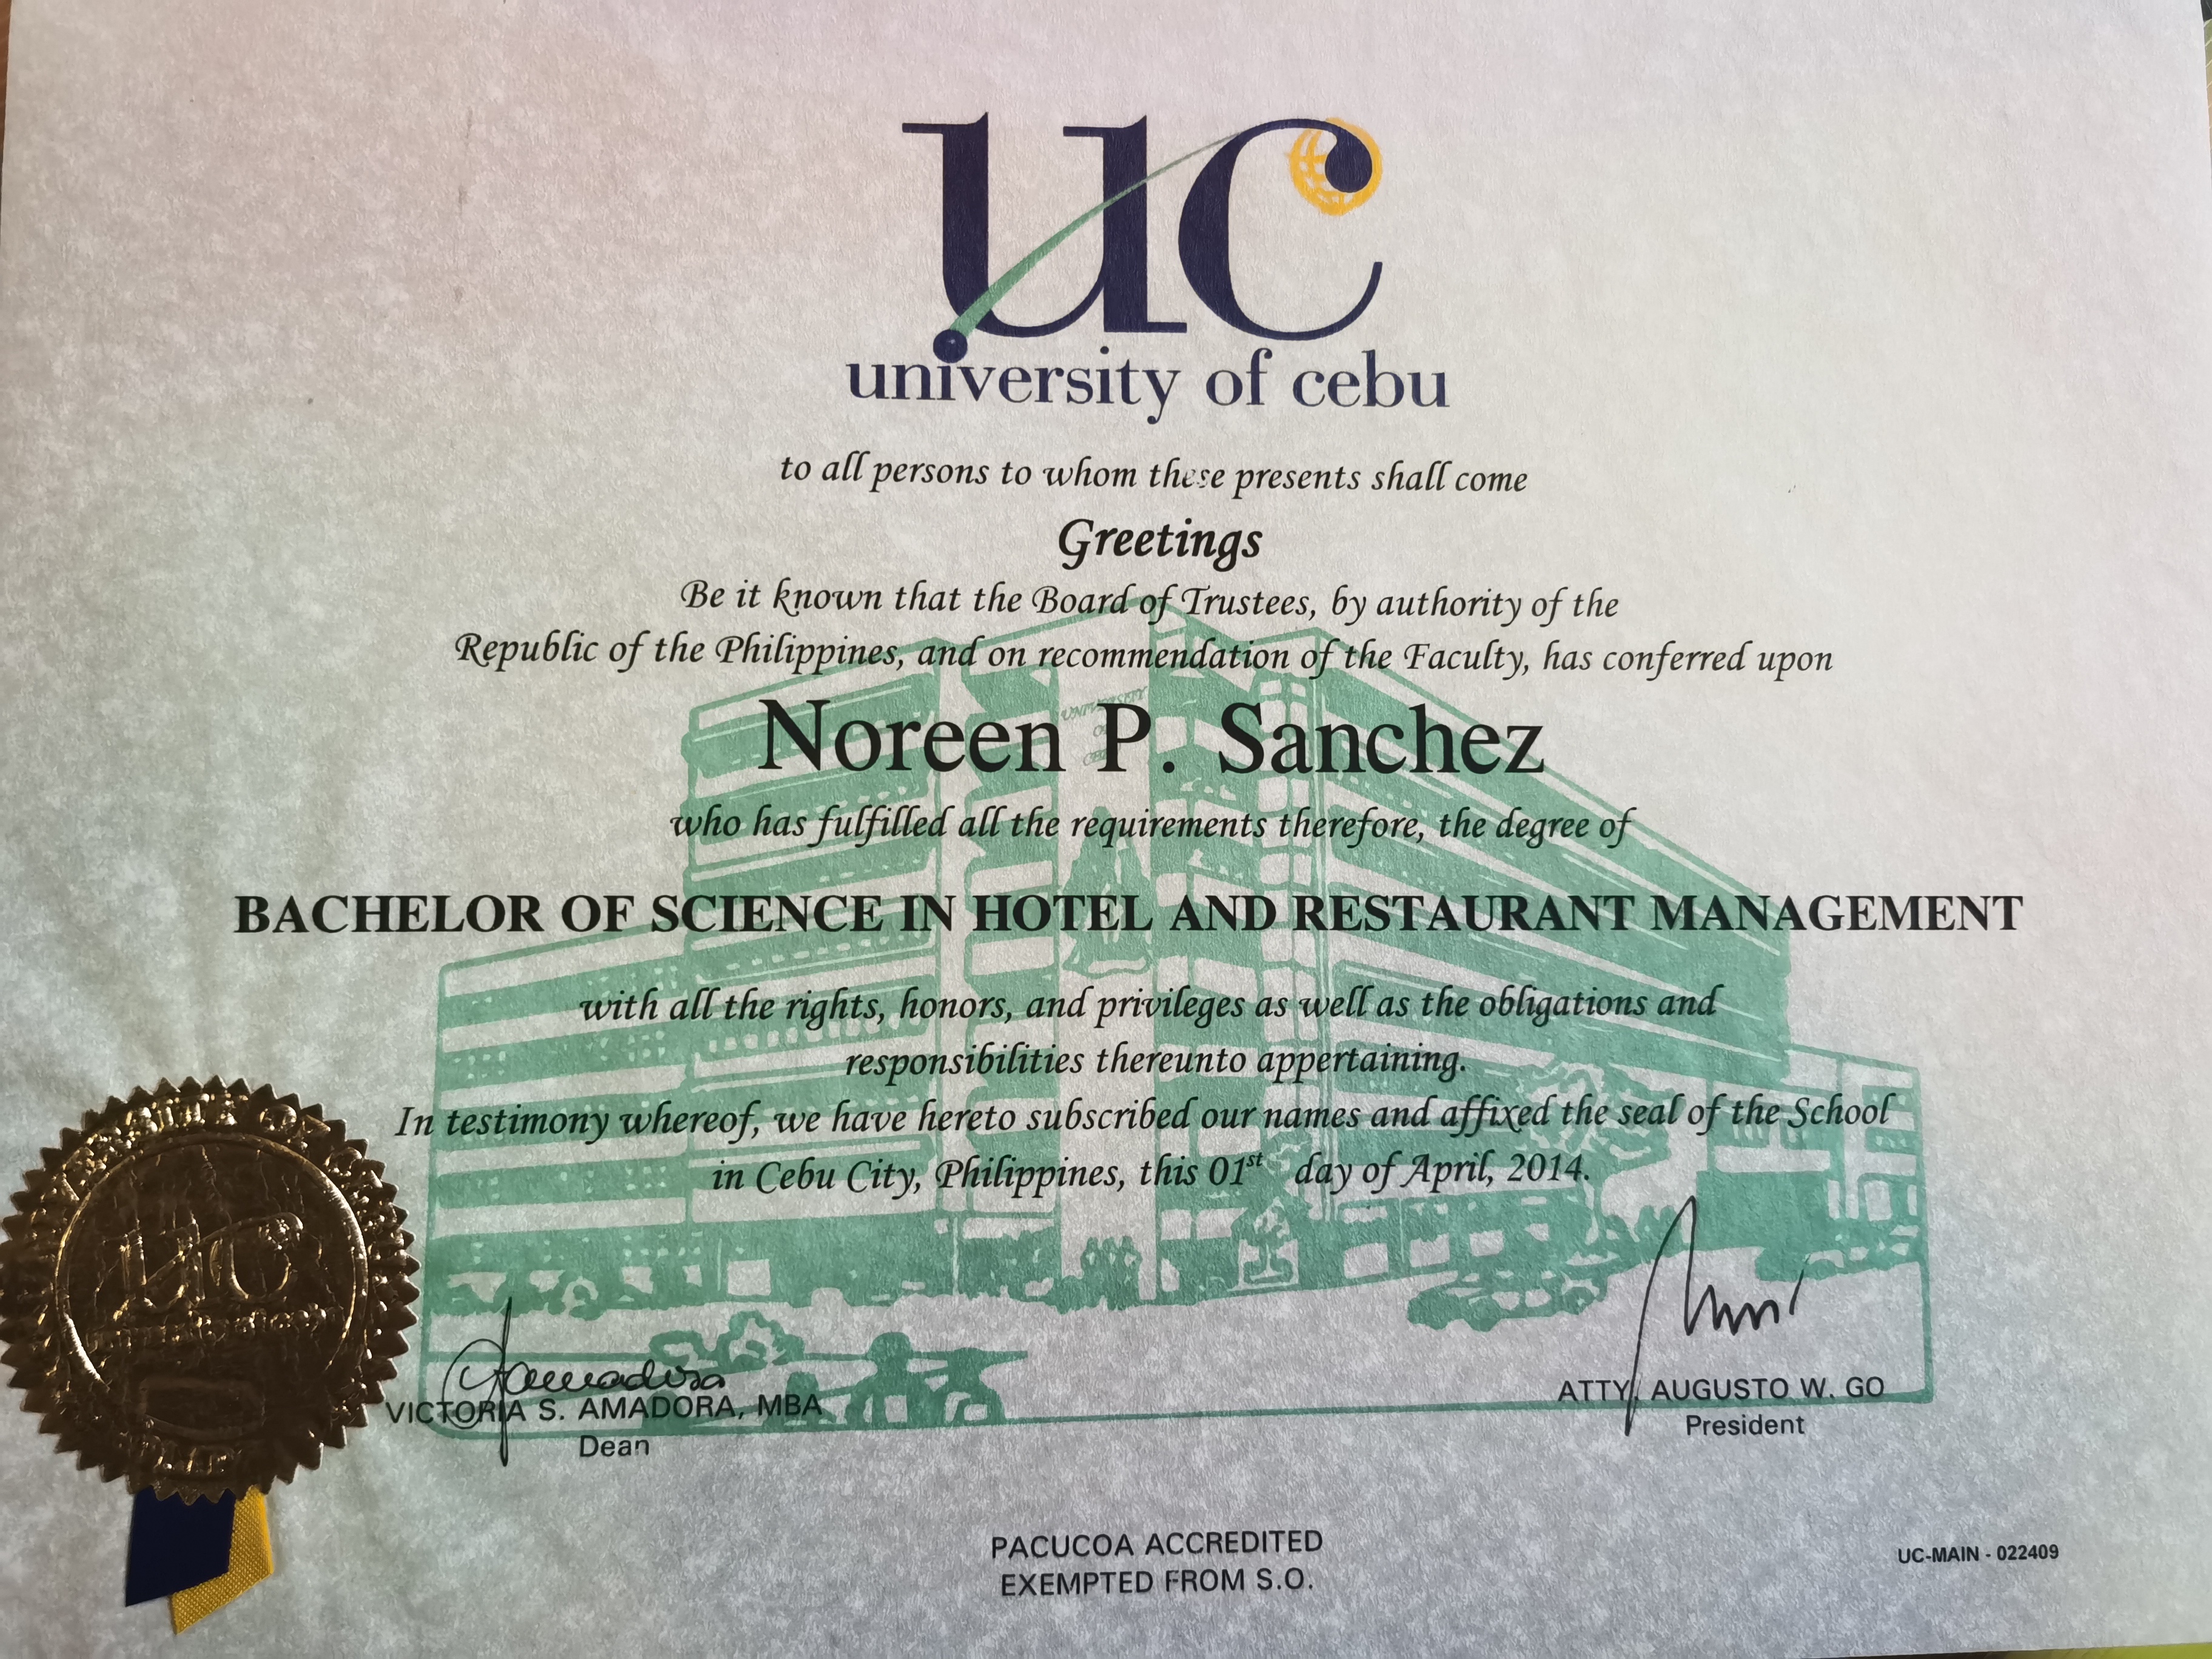 uc
university of cebu
to all persons to whom these presents shall come
Greetings
Be it known that the Board of Trustees, by authority of the
Republic of the Philippines, and on recommendation of the Faculty, has conferred upon
UNIVERSITY
OF
Noreen P. Sanchez
who has fulfilled all the requirements therefore, the degree of
BACHELOR OF SCIENCE IN HOTEL AND RESTAURANT MANAGEMENT
with all the rights, honors, and privileges as well as the obligations and
responsibilities thereunto appertaining.
In testimony whereof, we have hereto subscribed our names and affixed the seal of the School
in Cebu City, Philippines, this 01st day of April, 2014.
UC
university of cebu
VICTORIA S. AMADORA, MBA
Dean
ATTY. AUGUSTO W. GO
President
PACUCOA ACCREDITED
EXEMPTED FROM S.O.
UC-MAIN - 022409